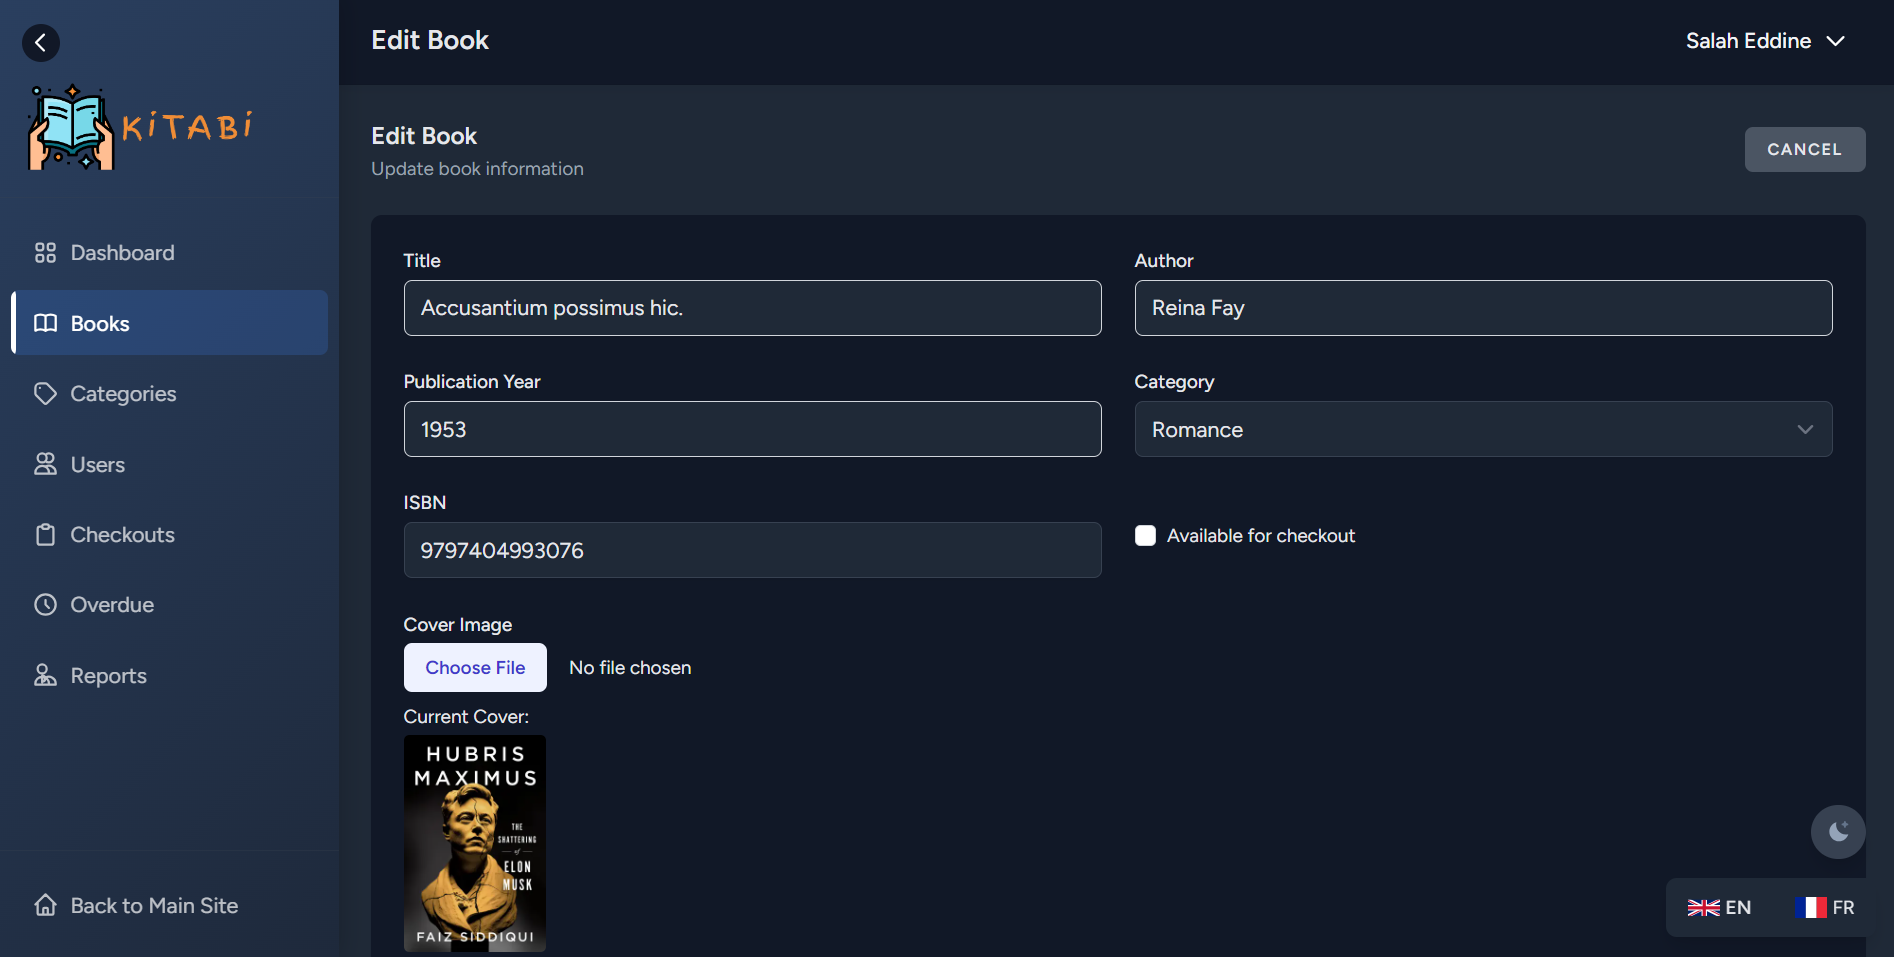 KiTABi
Dashboard
Books
Categories
Users
Checkouts
Overdue
Reports
Back to Main Site
Edit Book
Salah Eddine
Edit Book
Update book information
CANCEL
Title
Accusantium possimus hic.
Author
Reina Fay
Publication Year
1953
Category
Romance
ISBN
9797404993076
Available for checkout
Cover Image
Choose File
No file chosen
Current Cover:
HUBRIS
MAXIMUS
THE
SHATTERING
of
ELON
MUSK
FAIZ SIDDIQUI
EN
FR